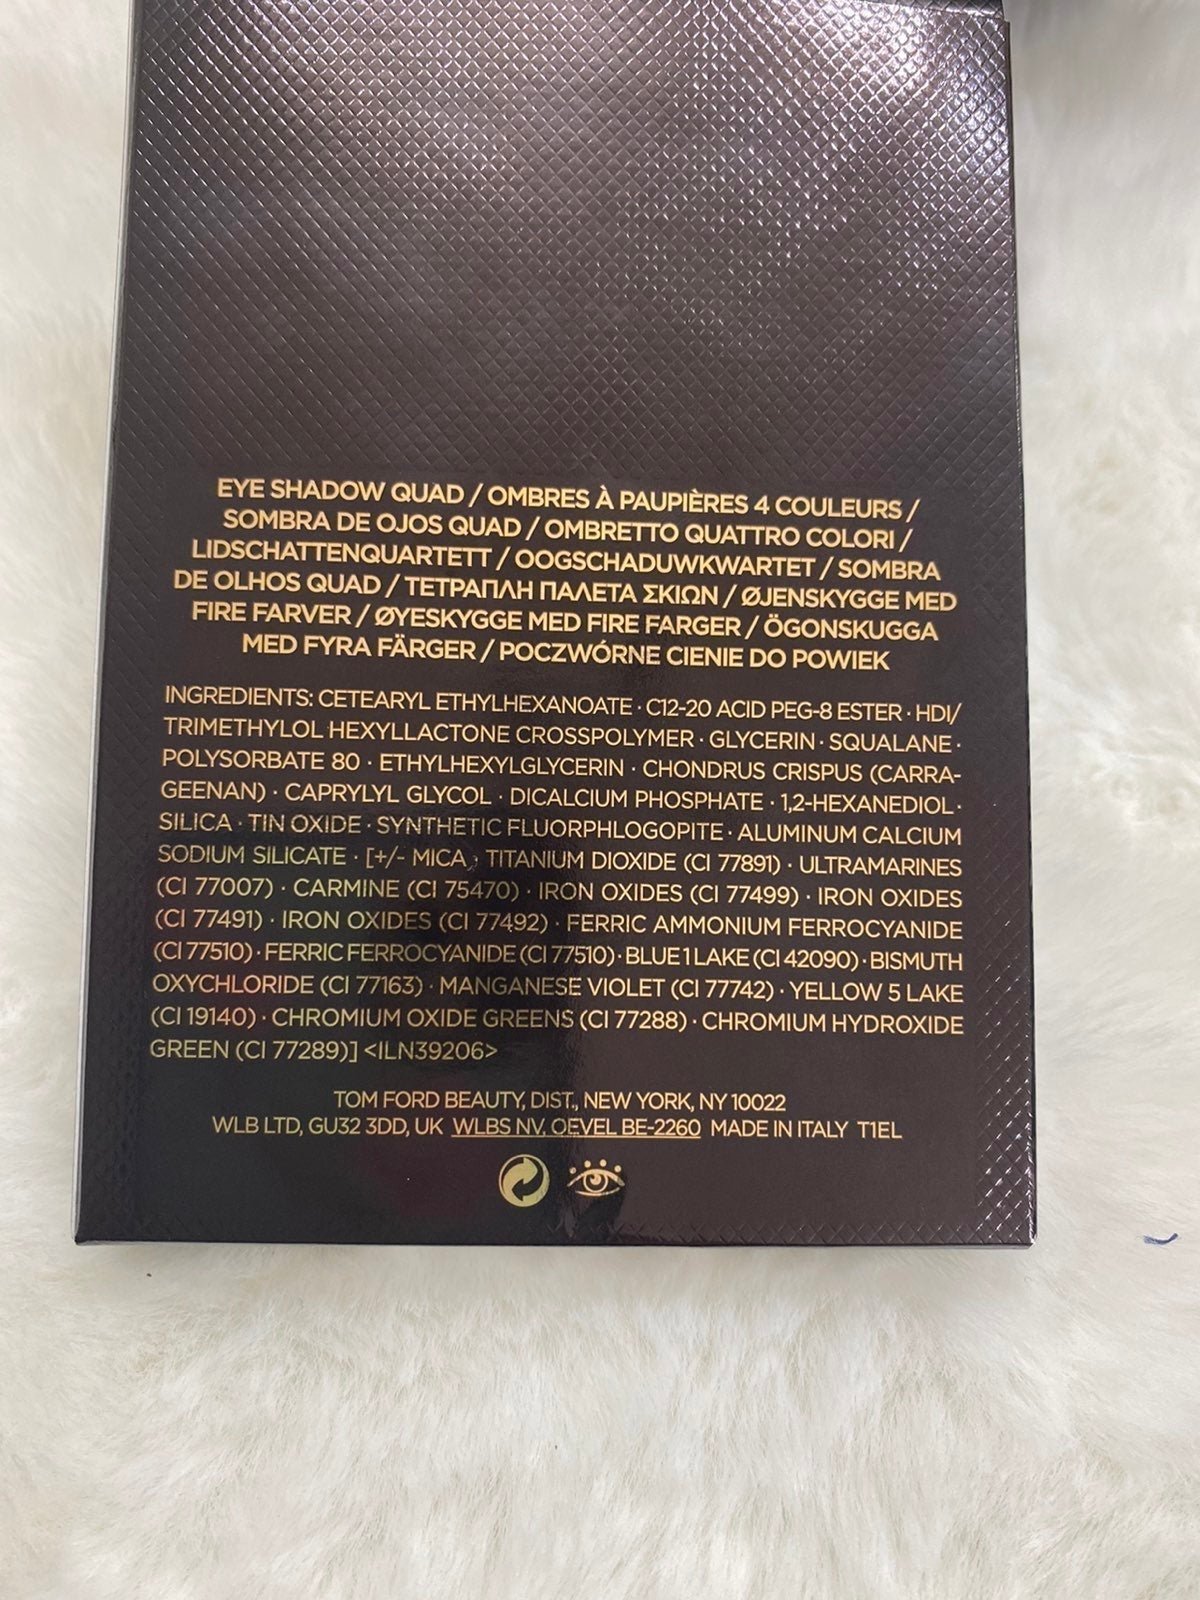 EYE SHADOW QUAD / OMBRES À PAUPIÈRES 4 COULEURS /
SOMBRA DE OJOS QUAD / OMBRETTO QUATTRO COLORI /
LIDSCHATTENQUARTETT / OOGSCHADUWKWARTET / SOMBRA
DE OLHOS QUAD / ΤΕΤΡΑΠΛΗ ΠΑΛΕΤΑ ΣΚΙΩΝ / ØJENSKYGGE MED
FIRE FARVER / ØYESKYGGE MED FIRE FARGER / ÖGONSKUGGA
MED FYRA FÄRGER / POCZWÓRNE CIENIE DO POWIEK
INGREDIENTS: CETEARYL ETHYLHEXANOATE · C12-20 ACID PEG-8 ESTER · HDI/
TRIMETHYLOL HEXYLLACTONE CROSSPOLYMER · GLYCERIN · SQUALANE ·
POLYSORBATE 80 · ETHYLHEXYLGLYCERIN · CHONDRUS CRISPUS (CARRA-
GEENAN) · CAPRYLYL GLYCOL · DICALCIUM PHOSPHATE · 1,2-HEXANEDIOL ·
SILICA · TIN OXIDE · SYNTHETIC FLUORPHLOGOPITE · ALUMINUM CALCIUM
SODIUM SILICATE · [+/- MICA · TITANIUM DIOXIDE (CI 77891) · ULTRAMARINES
(CI 77007) · CARMINE (CI 75470) · IRON OXIDES (CI 77499) · IRON OXIDES
(CI 77491) · IRON OXIDES (CI 77492) · FERRIC AMMONIUM FERROCYANIDE
(CI 77510) · FERRIC FERROCYANIDE (CI 77510) · BLUE 1 LAKE (CI 42090) · BISMUTH
OXYCHLORIDE (CI 77163) · MANGANESE VIOLET (CI 77742) · YELLOW 5 LAKE
(CI 19140) · CHROMIUM OXIDE GREENS (CI 77288) · CHROMIUM HYDROXIDE
GREEN (CI 77289)] <ILN39206>
TOM FORD BEAUTY, DIST., NEW YORK, NY 10022
WLB LTD, GU32 3DD, UK WLBS NV, OEVEL BE-2260 MADE IN ITALY T1EL